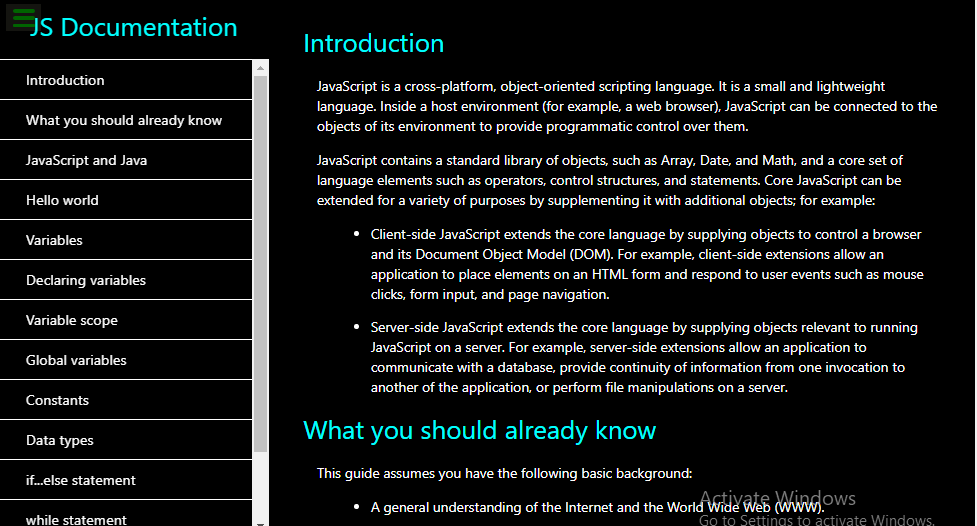 JS Documentation
Introduction
What you should already know
JavaScript and Java
Hello world
Variables
Declaring variables
Variable scope
Global variables
Constants
Data types
if...else statement
while statement
Introduction
JavaScript is a cross-platform, object-oriented scripting language. It is a small and lightweight
language. Inside a host environment (for example, a web browser), JavaScript can be connected to the
objects of its environment to provide programmatic control over them.
JavaScript contains a standard library of objects, such as Array, Date, and Math, and a core set of
language elements such as operators, control structures, and statements. Core JavaScript can be
extended for a variety of purposes by supplementing it with additional objects; for example:
• Client-side JavaScript extends the core language by supplying objects to control a browser
and its Document Object Model (DOM). For example, client-side extensions allow an
application to place elements on an HTML form and respond to user events such as mouse
clicks, form input, and page navigation.
• Server-side JavaScript extends the core language by supplying objects relevant to running
JavaScript on a server. For example, server-side extensions allow an application to
communicate with a database, provide continuity of information from one invocation to
another of the application, or perform file manipulations on a server.
What you should already know
This guide assumes you have the following basic background:
• A general understanding of the Internet and the World Wide Web (WWW).
Activate Windows
Go to Settings to activate Windows.